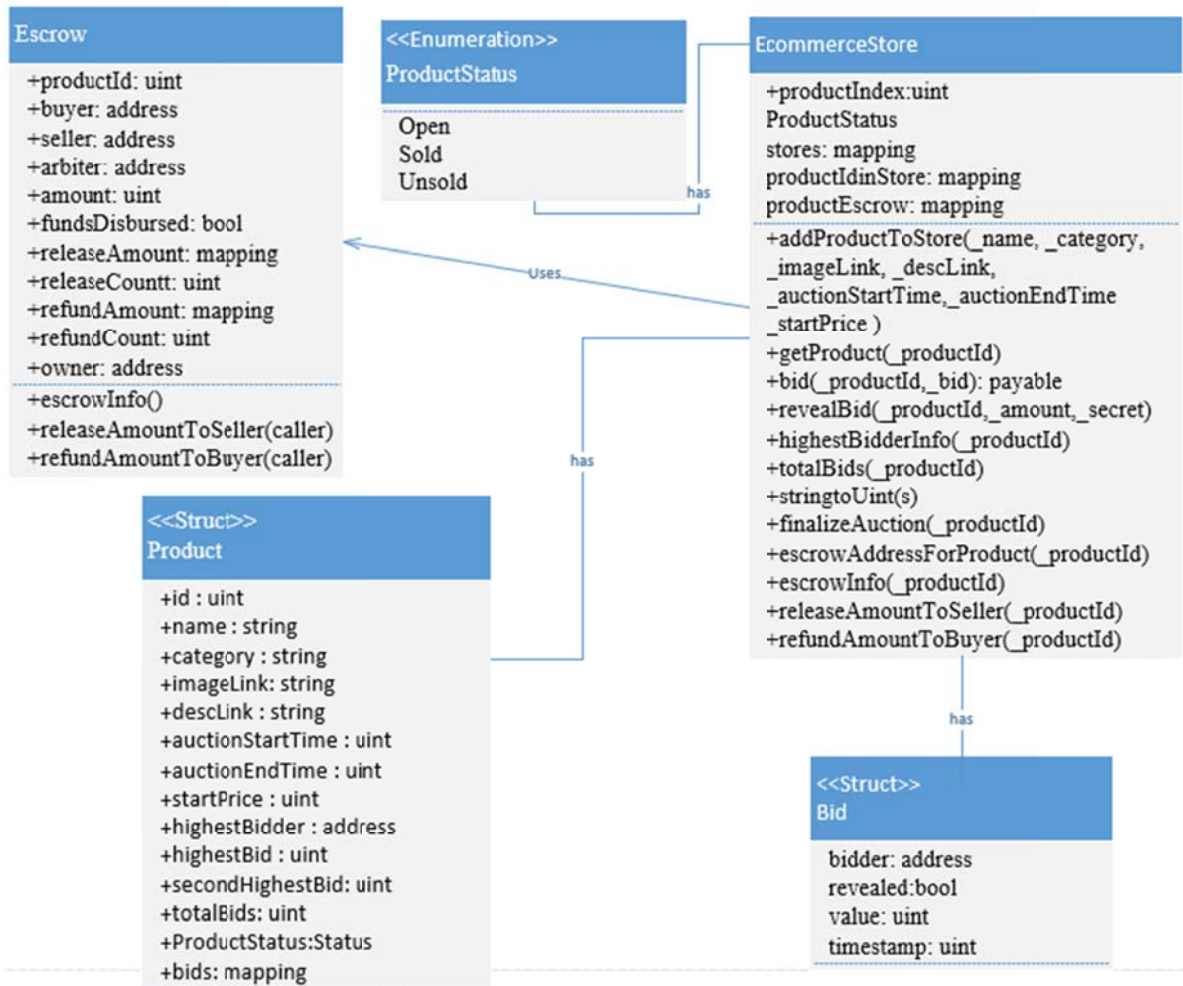 Escrow
+productId: uint
+buyer: address
+seller: address
+arbiter: address
+amount: uint
+fundsDisbursed: bool
+releaseAmount: mapping
+releaseCountt: uint
+refundAmount: mapping
+refundCount: uint
+owner: address
+escrowInfo()
+releaseAmountToSeller(caller)
+refundAmountToBuyer(caller)
<<Enumeration>>
ProductStatus
Open
Sold
Unsold
has
Uses
has
EcommerceStore
+productIndex:uint
ProductStatus
stores: mapping
productIdinStore: mapping
productEscrow: mapping
+addProductToStore(_name, _category,
_imageLink, _descLink,
_auctionStartTime,_auctionEndTime
_startPrice )
+getProduct(_productId)
+bid(_productId,_bid): payable
+revealBid(_productId,_amount,_secret)
+highestBidderInfo(_productId)
+totalBids(_productId)
+stringtoUint(s)
+finalizeAuction(_productId)
+escrowAddressForProduct(_productId)
+escrowInfo(_productId)
+releaseAmountToSeller(_productId)
+refundAmountToBuyer(_productId)
<<Struct>>
Product
+id : uint
+name : string
+category : string
+imageLink: string
+descLink : string
+auctionStartTime : uint
+auctionEndTime : uint
+startPrice : uint
+highestBidder : address
+highestBid : uint
+secondHighestBid: uint
+totalBids: uint
+ProductStatus:Status
+bids: mapping
has
<<Struct>>
Bid
bidder: address
revealed:bool
value: uint
timestamp: uint